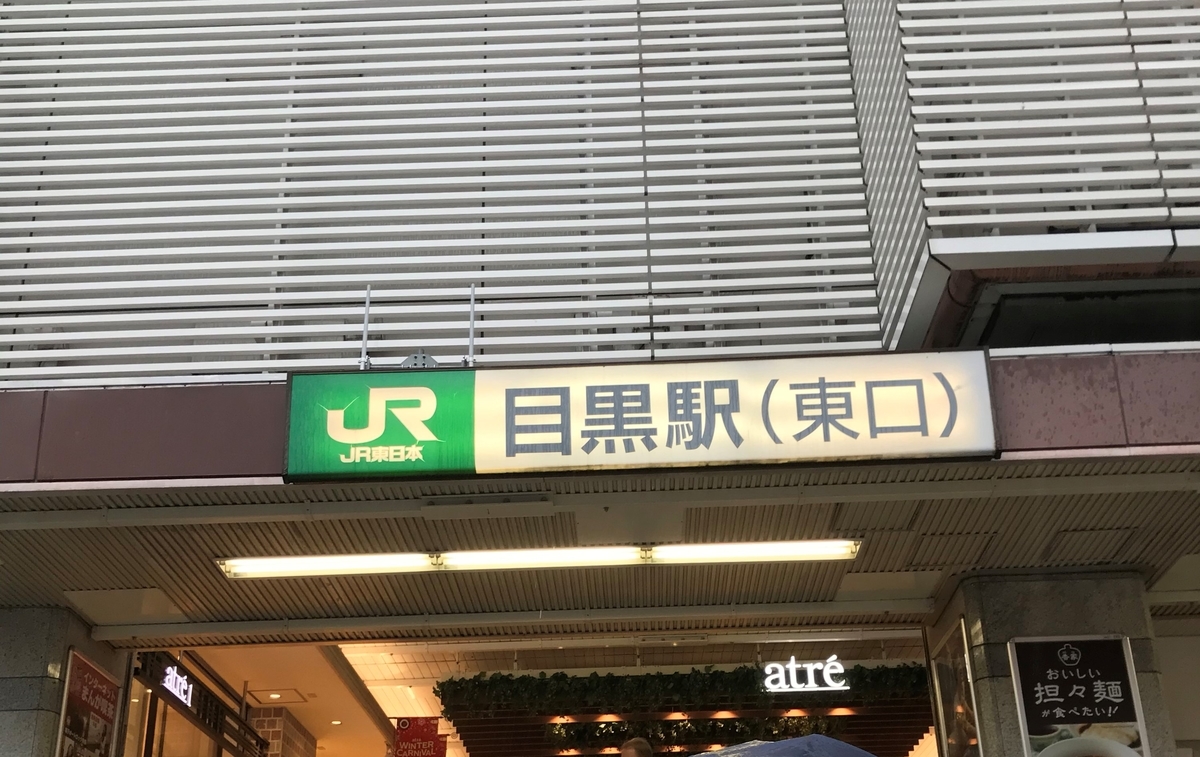 JR
JR東日本
目黒駅(東口)
atré
atré1
WINTER
CARNIVAL
おいしい
担々麺
が食べたい!!